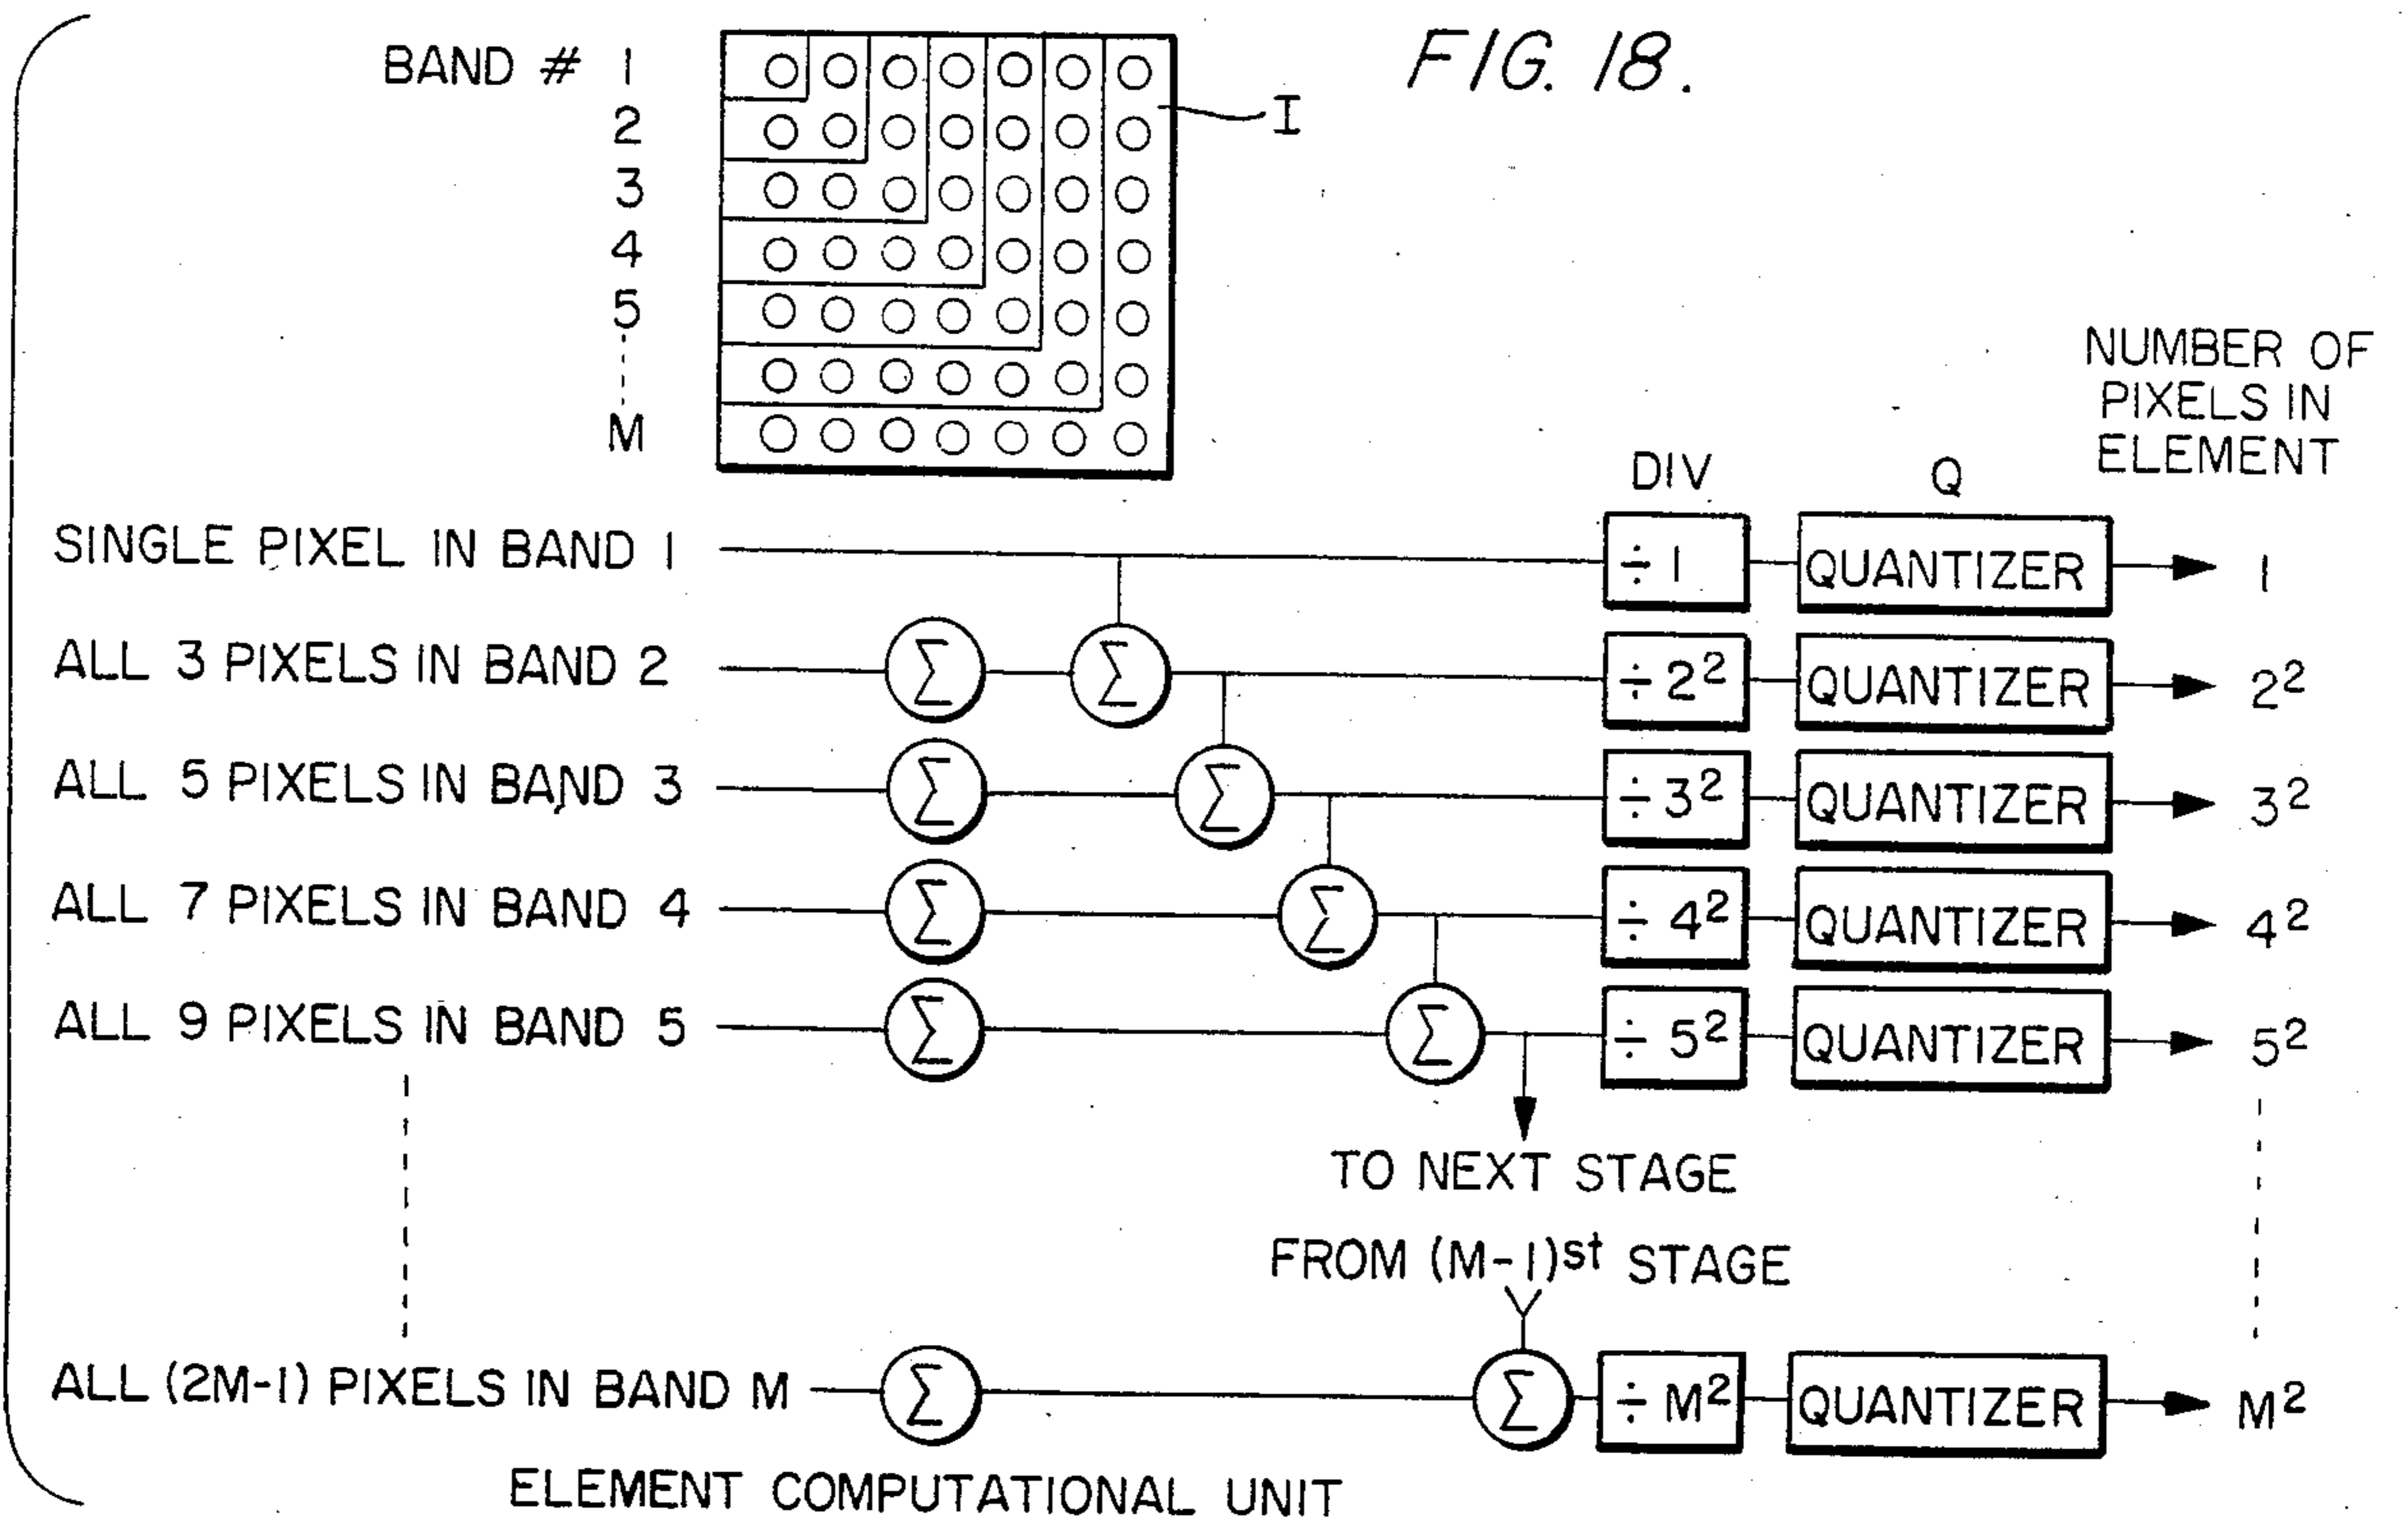 FIG. 18.
BAND # 1
2
3
4
5
M
I
NUMBER OF
PIXELS IN
ELEMENT
DIV
Q
SINGLE PIXEL IN BAND 1
÷ 1
QUANTIZER
1
ALL 3 PIXELS IN BAND 2
Σ
Σ
÷ 2²
QUANTIZER
2²
ALL 5 PIXELS IN BAND 3
Σ
Σ
÷ 3²
QUANTIZER
3²
ALL 7 PIXELS IN BAND 4
Σ
Σ
÷ 4²
QUANTIZER
4²
ALL 9 PIXELS IN BAND 5
Σ
Σ
÷ 5²
QUANTIZER
5²
TO NEXT STAGE
FROM (M-1)st STAGE
ALL (2M-1) PIXELS IN BAND M
Σ
Σ
÷ M²
QUANTIZER
M²
ELEMENT COMPUTATIONAL UNIT